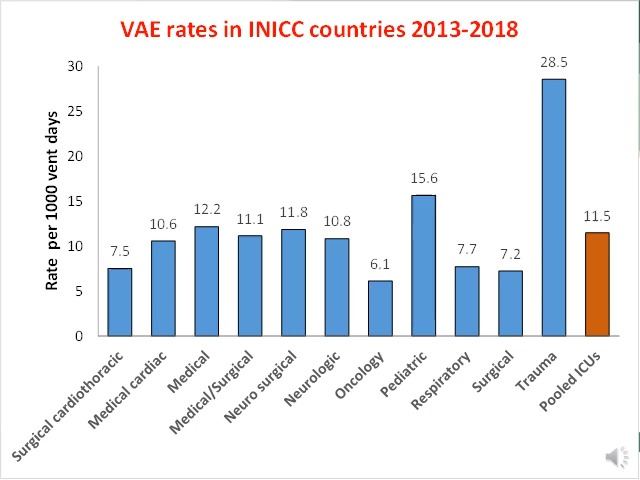 VAE rates in INICC countries 2013-2018
Rate per 1000 vent days
30
25
20
15
10
5
0
7.5
10.6
12.2
11.1
11.8
10.8
6.1
15.6
7.7
7.2
28.5
11.5
Surgical cardiothoracic
Medical cardiac
Medical
Medical/Surgical
Neuro surgical
Neurologic
Oncology
Pediatric
Respiratory
Surgical
Trauma
Pooled ICUs